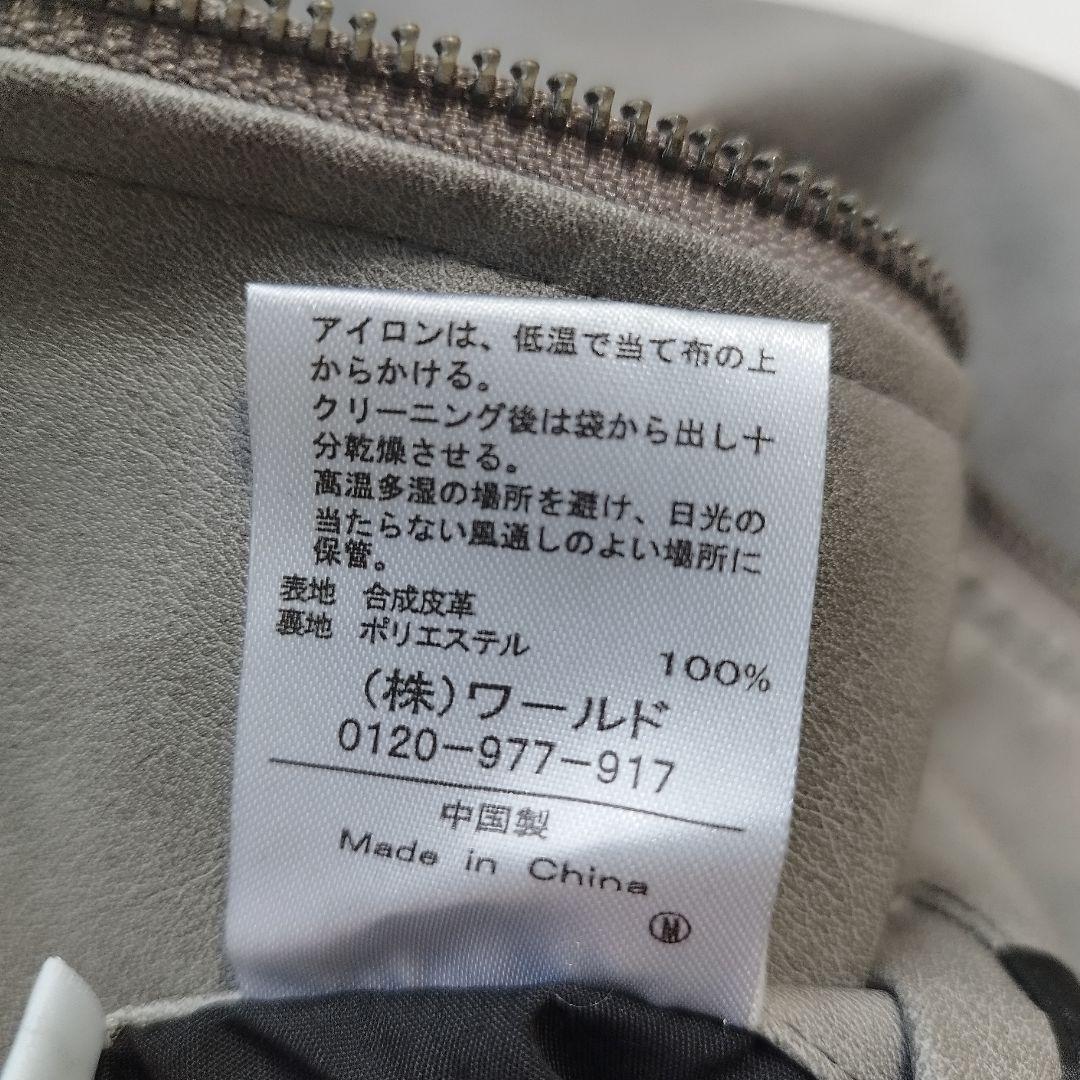 アイロンは、低温で当て布の上
からかける。
クリーニング後は袋から出し十
分乾燥させる。
高温多湿の場所を避け、日光の
当たらない風通しのよい場所に
保管。
表地 合成皮革
裏地 ポリエステル 100%
(株)ワールド
0120-977-917
中国製
Made in China
Ⓜ